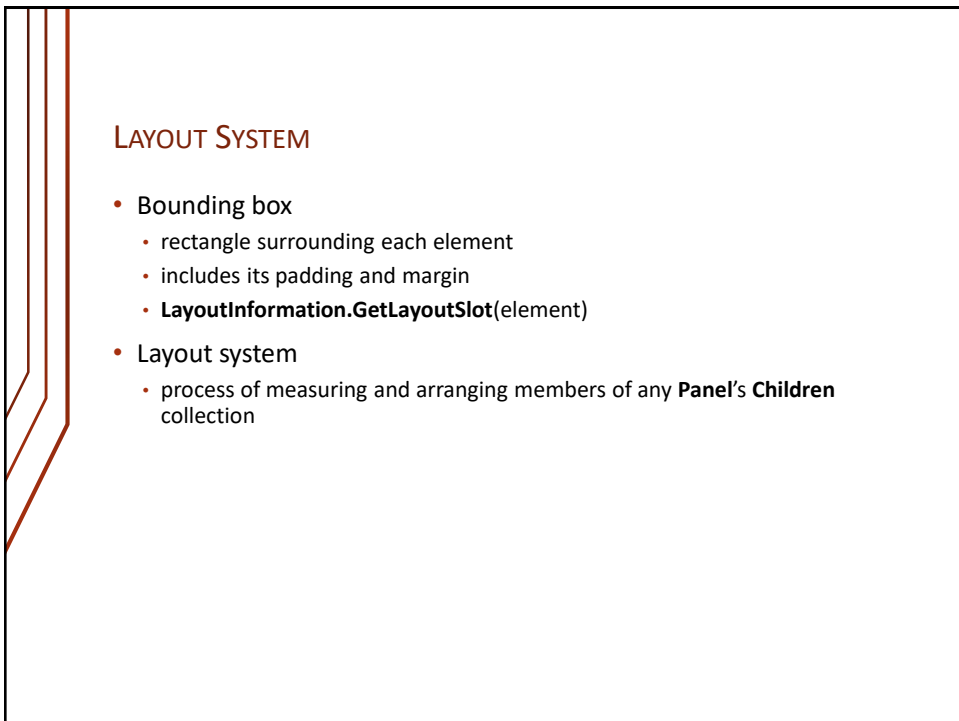 LAYOUT SYSTEM
• Bounding box
• rectangle surrounding each element
• includes its padding and margin
• LayoutInformation.GetLayoutSlot(element)
• Layout system
• process of measuring and arranging members of any Panel's Children
collection